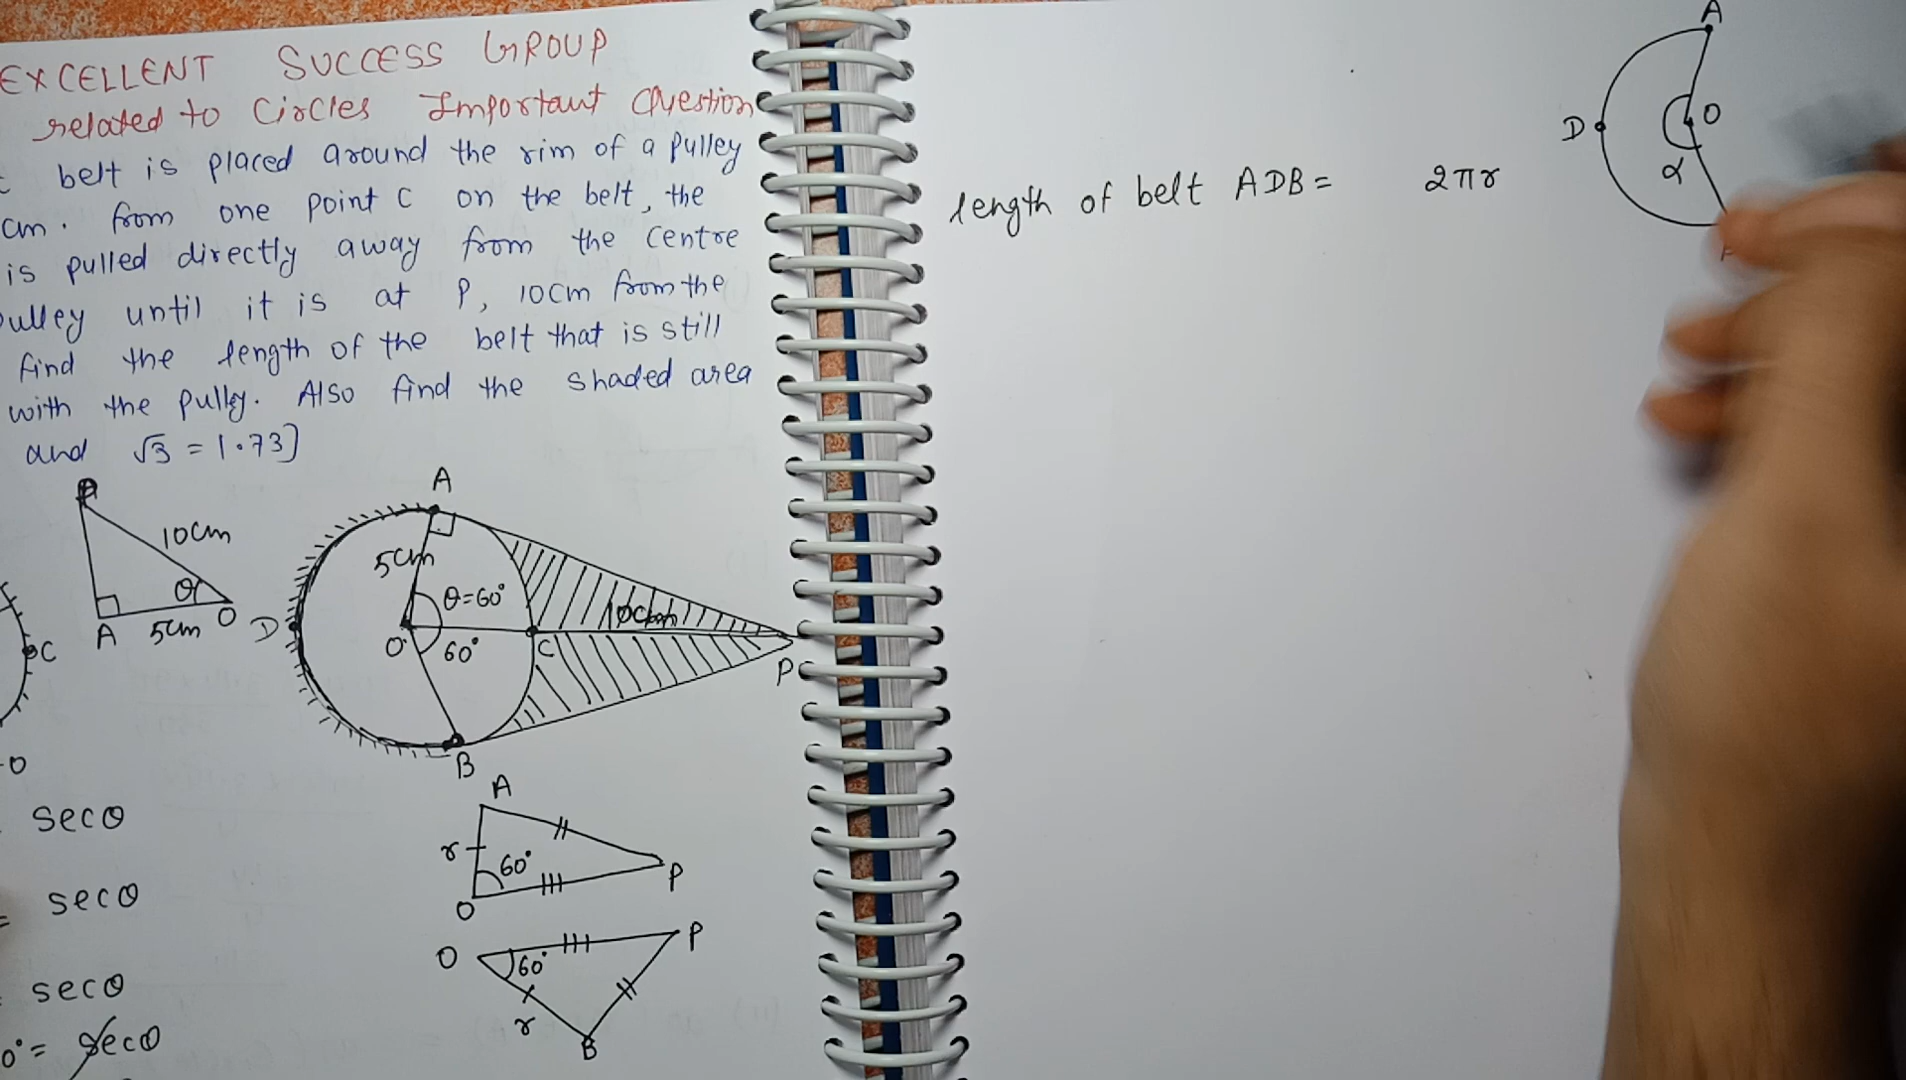 EXCELLENT SUCCESS GROUP
related to Circles Important Question
belt is placed around the rim of a pulley
cm. from one point C on the belt, the
is pulled directly away from the centre
ulley until it is at P, 10cm from the
find the length of the belt that is still
with the pully. Also find the shaded area
and √3 = 1.73]
10cm
θ
A 5cm O
C
A
5cm
θ=60°
10cm
D
O
60°
C
P
B
secθ
secθ
secθ
0°= secθ
A
r
60°
O
P
O
60°
P
r
B
length of belt ADB = 2πr
A
D
O
α